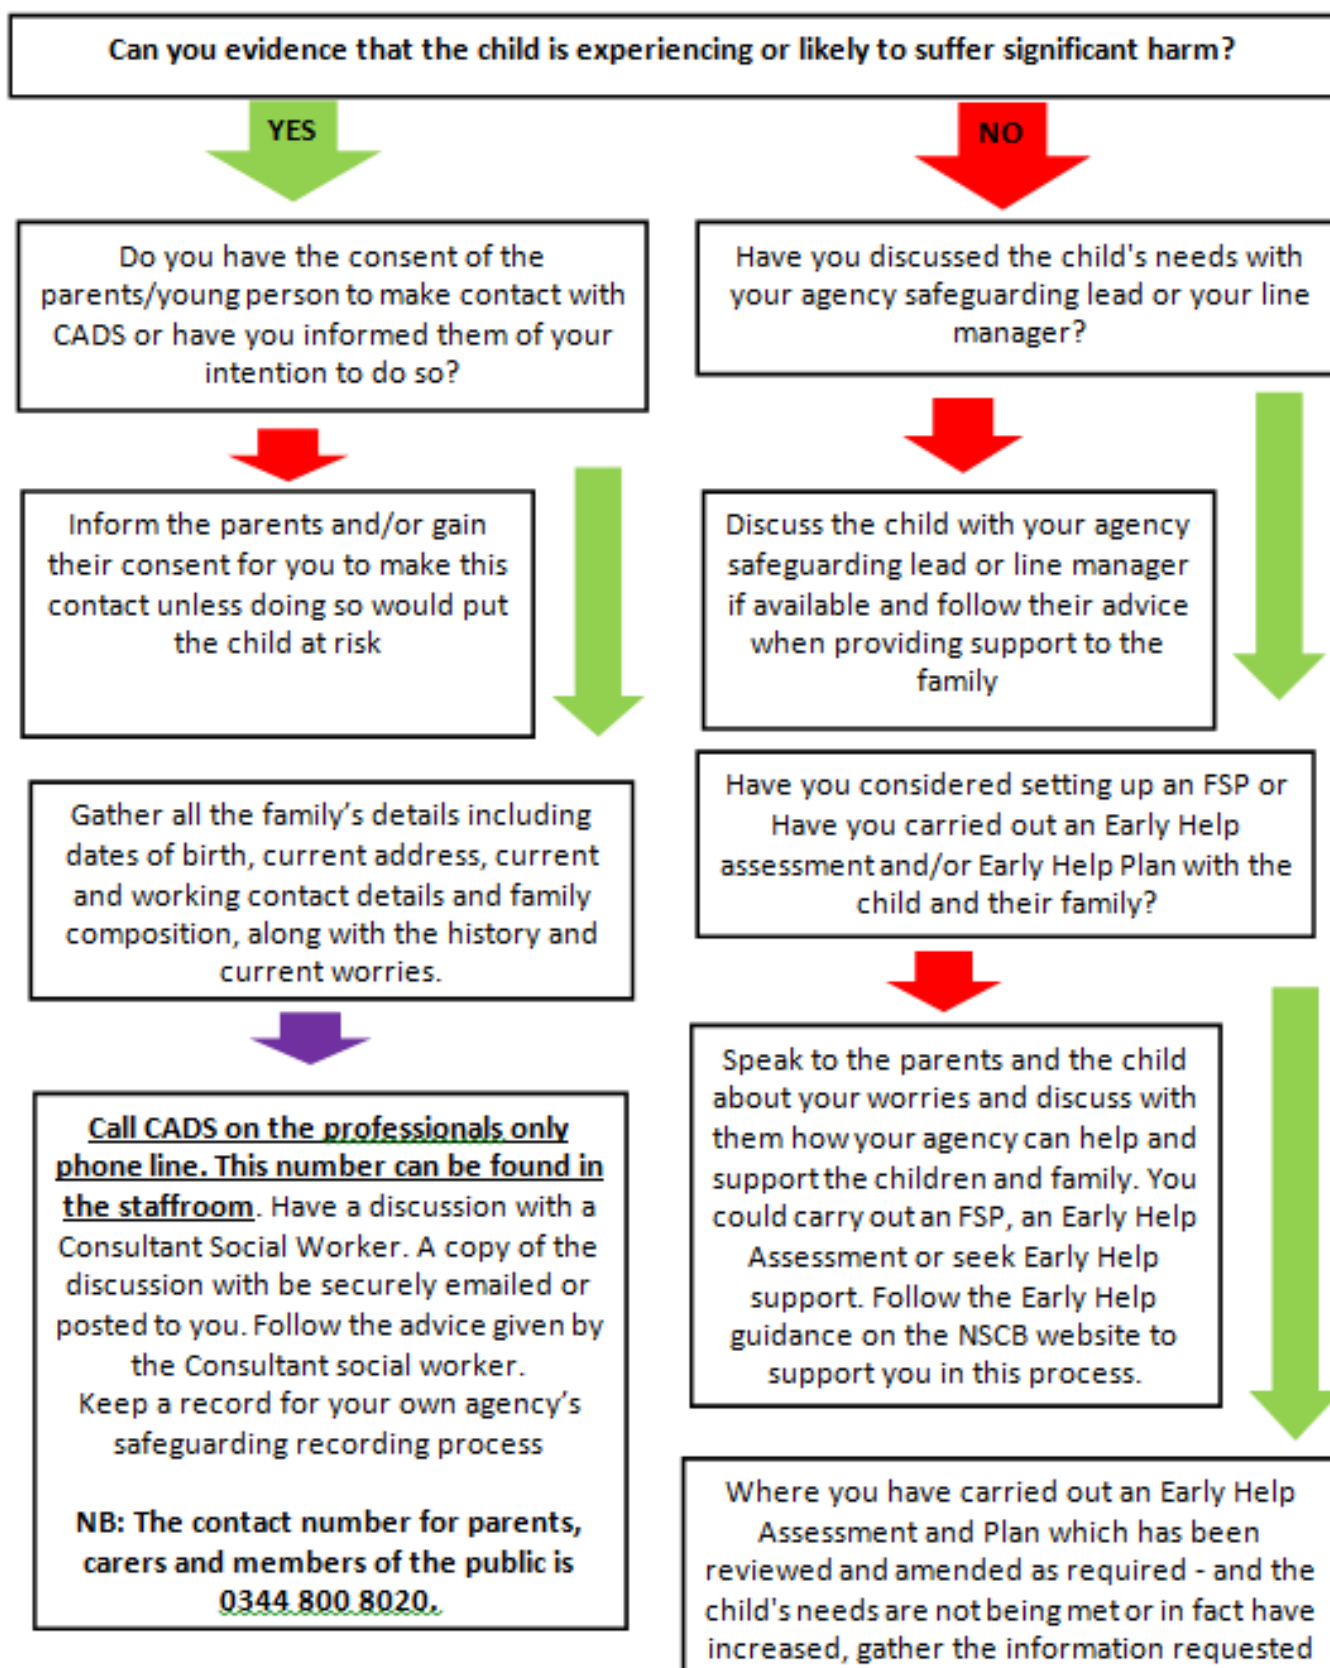 Can you evidence that the child is experiencing or likely to suffer significant harm?
YES
NO
Do you have the consent of the
parents/young person to make contact with
CADS or have you informed them of your
intention to do so?
Have you discussed the child's needs with
your agency safeguarding lead or your line
manager?
Inform the parents and/or gain
their consent for you to make this
contact unless doing so would put
the child at risk
Discuss the child with your agency
safeguarding lead or line manager
if available and follow their advice
when providing support to the
family
Gather all the family’s details including
dates of birth, current address, current
and working contact details and family
composition, along with the history and
current worries.
Have you considered setting up an FSP or
Have you carried out an Early Help
assessment and/or Early Help Plan with the
child and their family?
Call CADS on the professionals only
phone line. This number can be found in
the staffroom. Have a discussion with a
Consultant Social Worker. A copy of the
discussion with be securely emailed or
posted to you. Follow the advice given by
the Consultant social worker.
Keep a record for your own agency’s
safeguarding recording process
NB: The contact number for parents,
carers and members of the public is
0344 800 8020.
Speak to the parents and the child
about your worries and discuss with
them how your agency can help and
support the children and family. You
could carry out an FSP, an Early Help
Assessment or seek Early Help
support. Follow the Early Help
guidance on the NSCB website to
support you in this process.
Where you have carried out an Early Help
Assessment and Plan which has been
reviewed and amended as required - and the
child's needs are not being met or in fact have
increased, gather the information requested